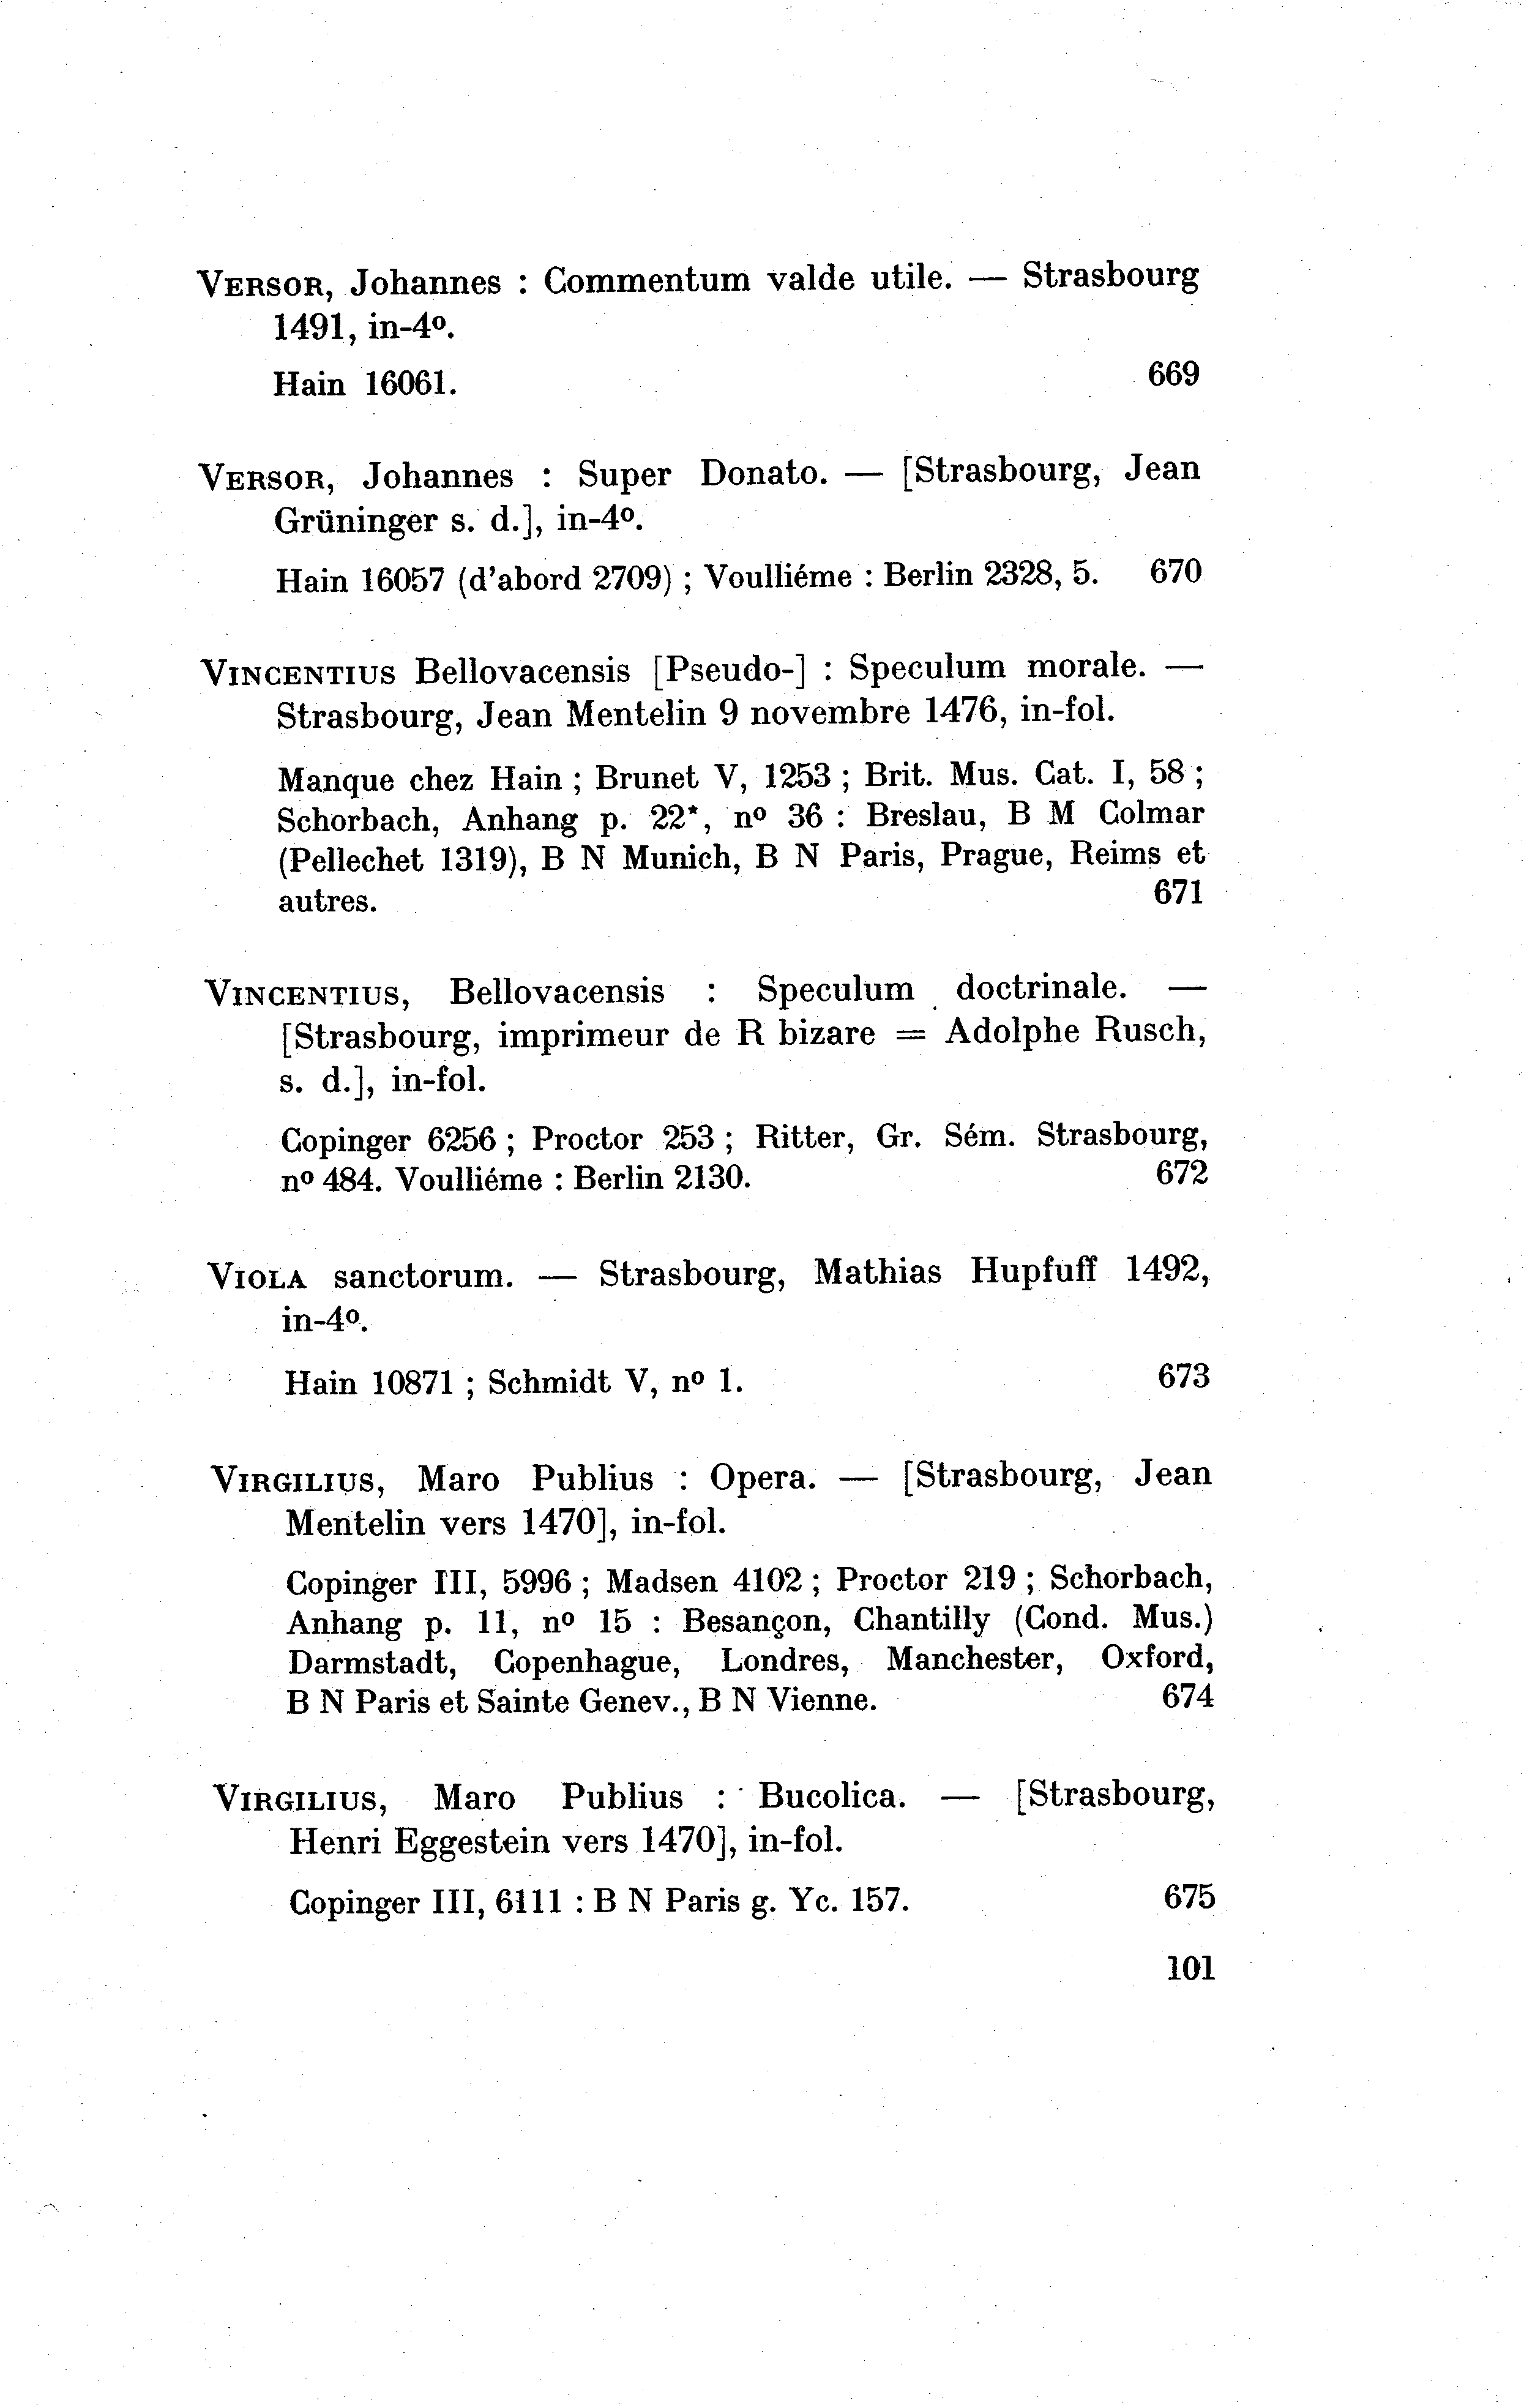 VERSOR, Johannes : Commentum valde utile. — Strasbourg
1491, in-4º.
Hain 16061. 669
VERSOR, Johannes : Super Donato. — [Strasbourg, Jean
Grüninger s. d.], in-4º.
Hain 16057 (d'abord 2709) ; Voulliéme : Berlin 2328, 5. 670
VINCENTIUS Bellovacensis [Pseudo-] : Speculum morale. —
Strasbourg, Jean Mentelin 9 novembre 1476, in-fol.
Manque chez Hain ; Brunet V, 1253 ; Brit. Mus. Cat. I, 58 ;
Schorbach, Anhang p. 22*, nº 36 : Breslau, B M Colmar
(Pellechet 1319), B N Munich, B N Paris, Prague, Reims et
autres. 671
VINCENTIUS, Bellovacensis : Speculum doctrinale. —
[Strasbourg, imprimeur de R bizare = Adolphe Rusch,
s. d.], in-fol.
Copinger 6256 ; Proctor 253 ; Ritter, Gr. Sém. Strasbourg,
nº 484. Voulliéme : Berlin 2130. 672
VIOLA sanctorum. — Strasbourg, Mathias Hupfuff 1492,
in-4º.
Hain 10871 ; Schmidt V, nº 1. 673
VIRGILIUS, Maro Publius : Opera. — [Strasbourg, Jean
Mentelin vers 1470], in-fol.
Copinger III, 5996 ; Madsen 4102 ; Proctor 219 ; Schorbach,
Anhang p. 11, nº 15 : Besançon, Chantilly (Cond. Mus.)
Darmstadt, Copenhague, Londres, Manchester, Oxford,
B N Paris et Sainte Genev., B N Vienne. 674
VIRGILIUS, Maro Publius : Bucolica. — [Strasbourg,
Henri Eggestein vers 1470], in-fol.
Copinger III, 6111 : B N Paris g. Yc. 157. 675
101